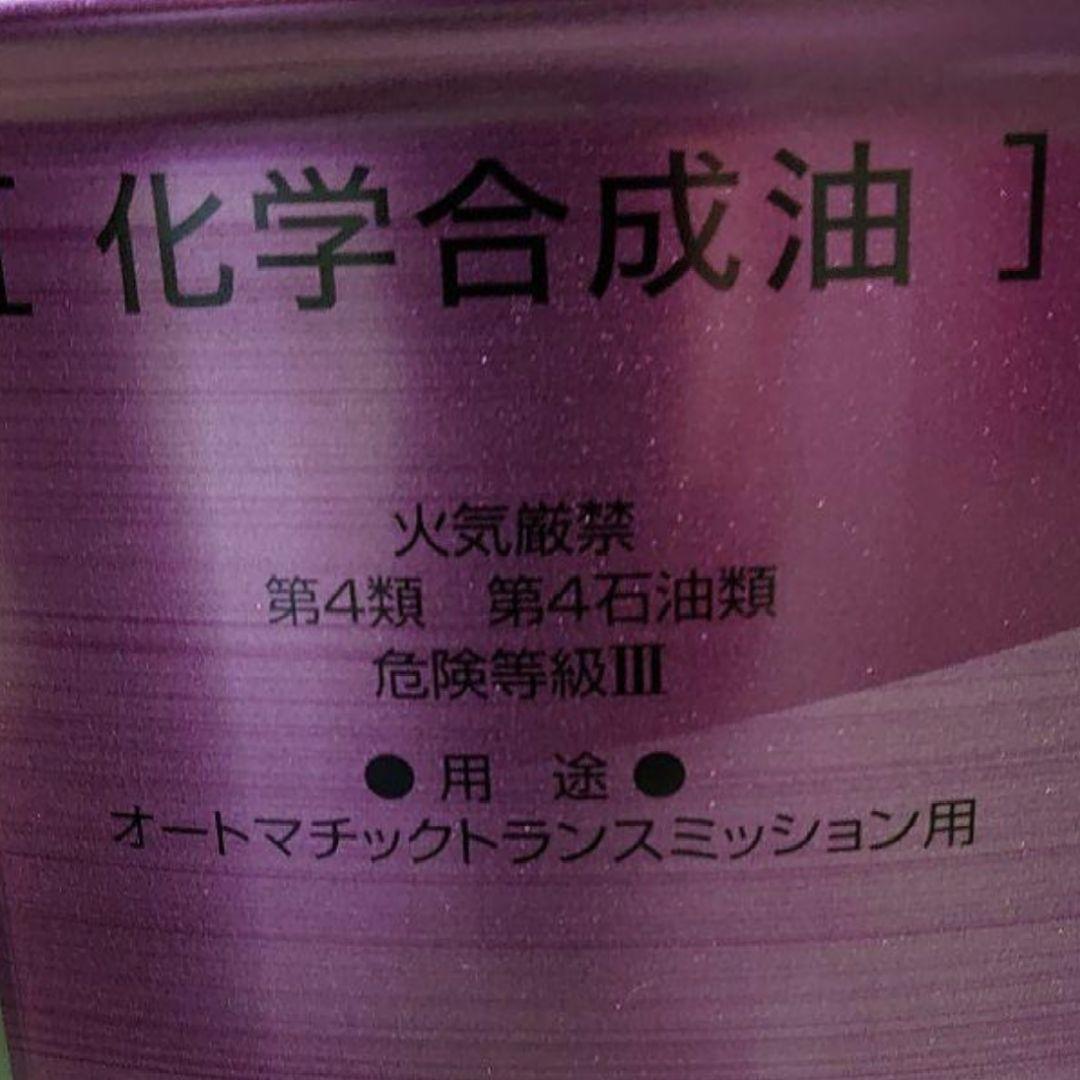 [ 化学合成油 ]
火気厳禁
第4類　第4石油類
危険等級Ⅲ
●用　途●
オートマチックトランスミッション用